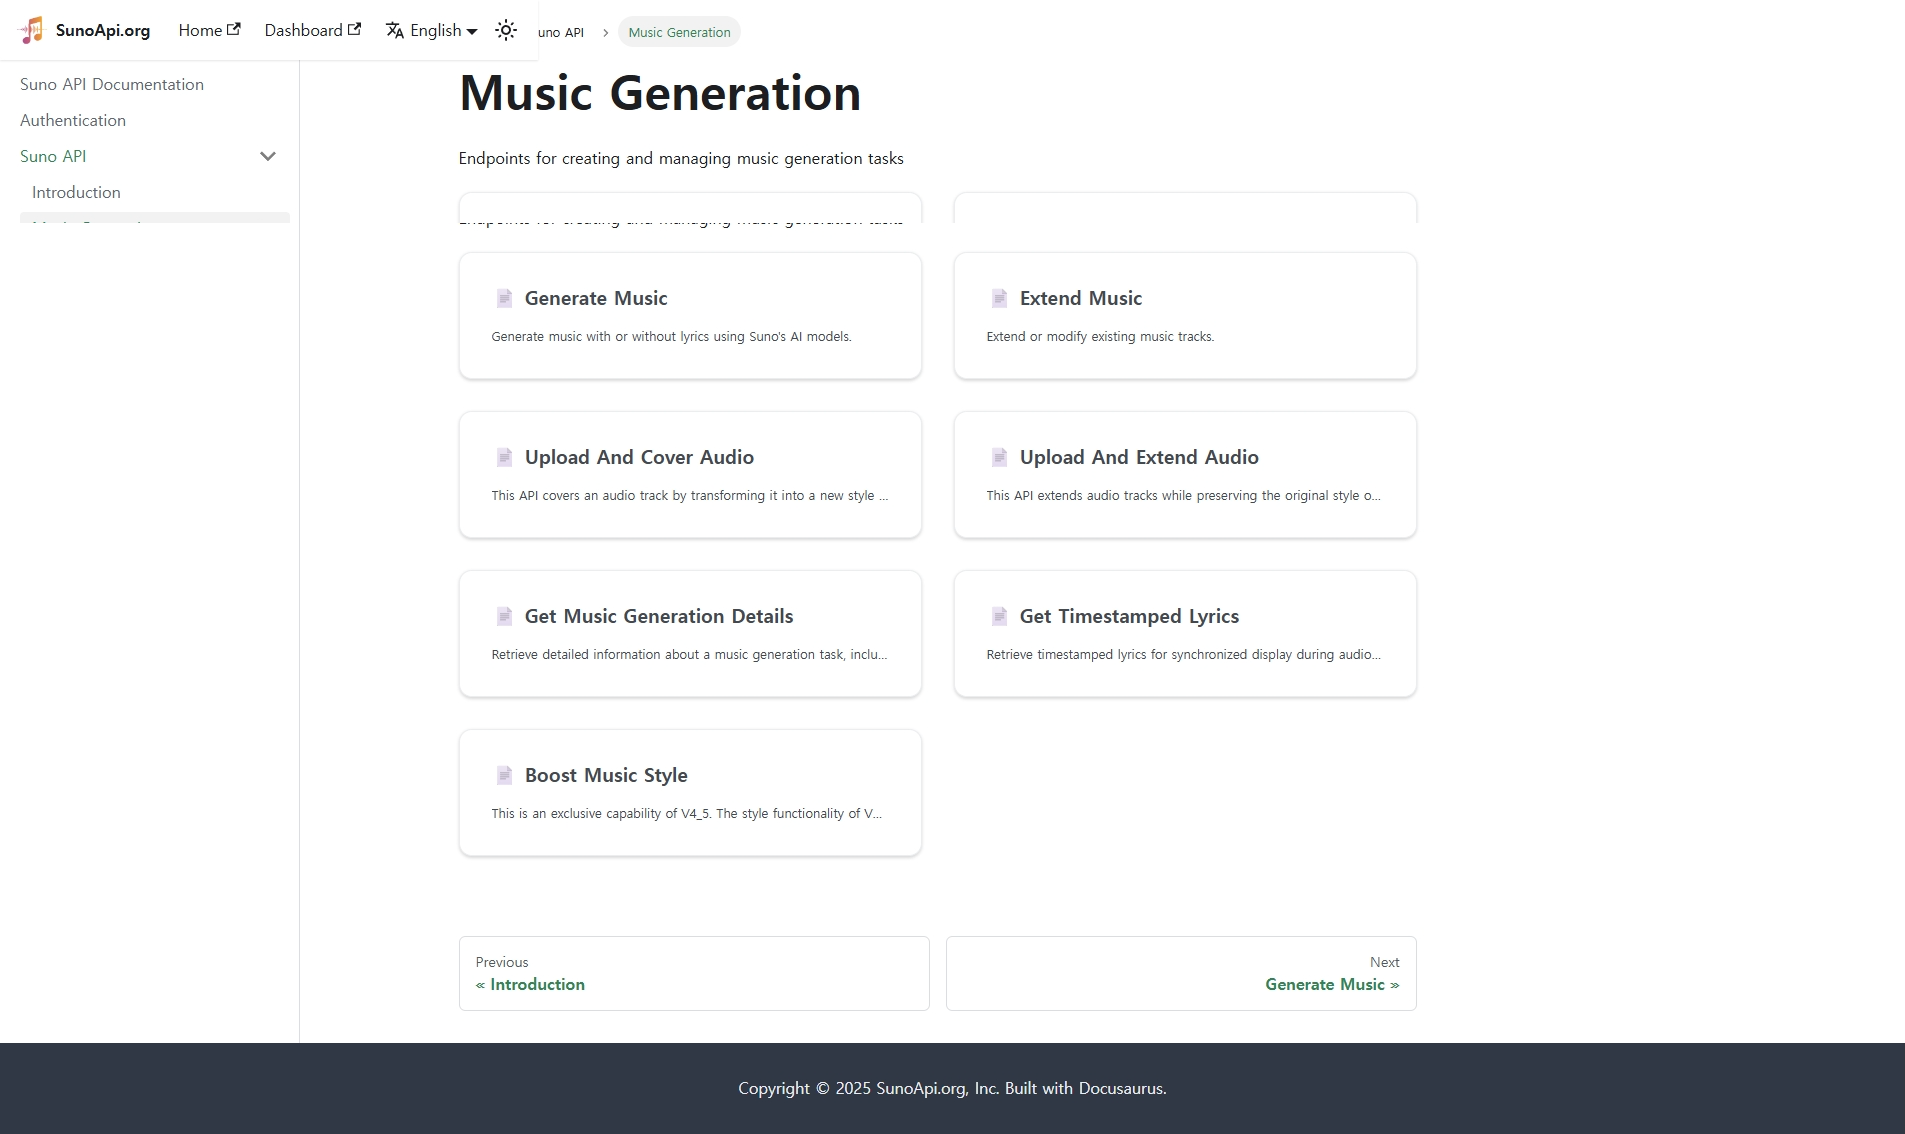 SunoApi.org Home Dashboard English
uno API > Music Generation
Suno API Documentation
Authentication
Suno API
Introduction
Music Generation
Endpoints for creating and managing music generation tasks
Generate Music
Generate music with or without lyrics using Suno's AI models.
Extend Music
Extend or modify existing music tracks.
Upload And Cover Audio
This API covers an audio track by transforming it into a new style ...
Upload And Extend Audio
This API extends audio tracks while preserving the original style o...
Get Music Generation Details
Retrieve detailed information about a music generation task, inclu...
Get Timestamped Lyrics
Retrieve timestamped lyrics for synchronized display during audio...
Boost Music Style
This is an exclusive capability of V4_5. The style functionality of V...
Previous
« Introduction
Next
Generate Music »
Copyright © 2025 SunoApi.org, Inc. Built with Docusaurus.